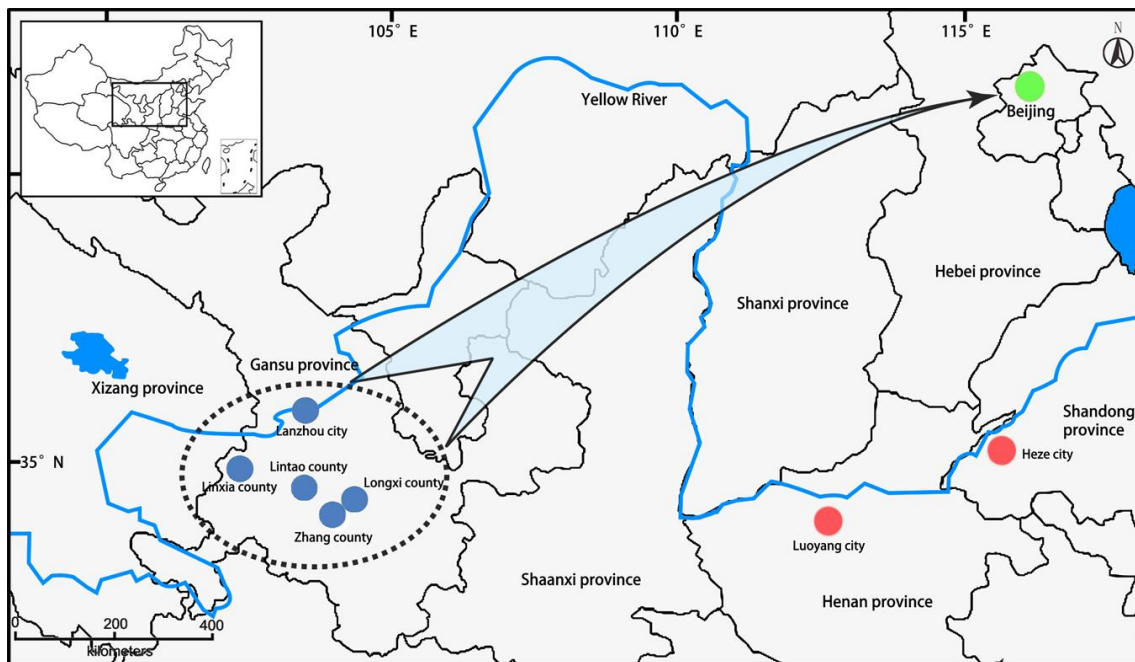 105° E
110° E
115° E
N
Yellow River
Beijing
Hebei province
Shanxi province
Gansu province
Xizang province
Lanzhou city
Shandong
province
35° N
Lintao county
Linxia county
Longxi county
Heze city
Zhang county
Luoyang city
Shaanxi province
Henan province
0
200
400
kilometers